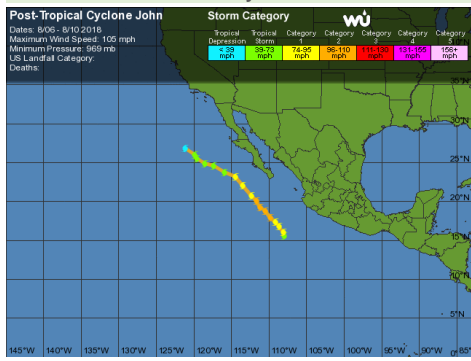 Post-Tropical Cyclone John
Dates: 8/06 - 8/10 2018
Maximum Wind Speed: 105 mph
Minimum Pressure: 969 mb
US Landfall Category:
Deaths:
Storm Category
wu
Tropical Depression
< 39 mph
Tropical Storm
39-73 mph
Category 1
74-95 mph
Category 2
96-110 mph
Category 3
111-130 mph
Category 4
131-155 mph
Category 5
156+ mph
35°N
30°N
25°N
20°N
15°N
10°N
5°N
145°W 140°W 135°W 130°W 125°W 120°W 115°W 110°W 105°W 100°W 95°W 90°W